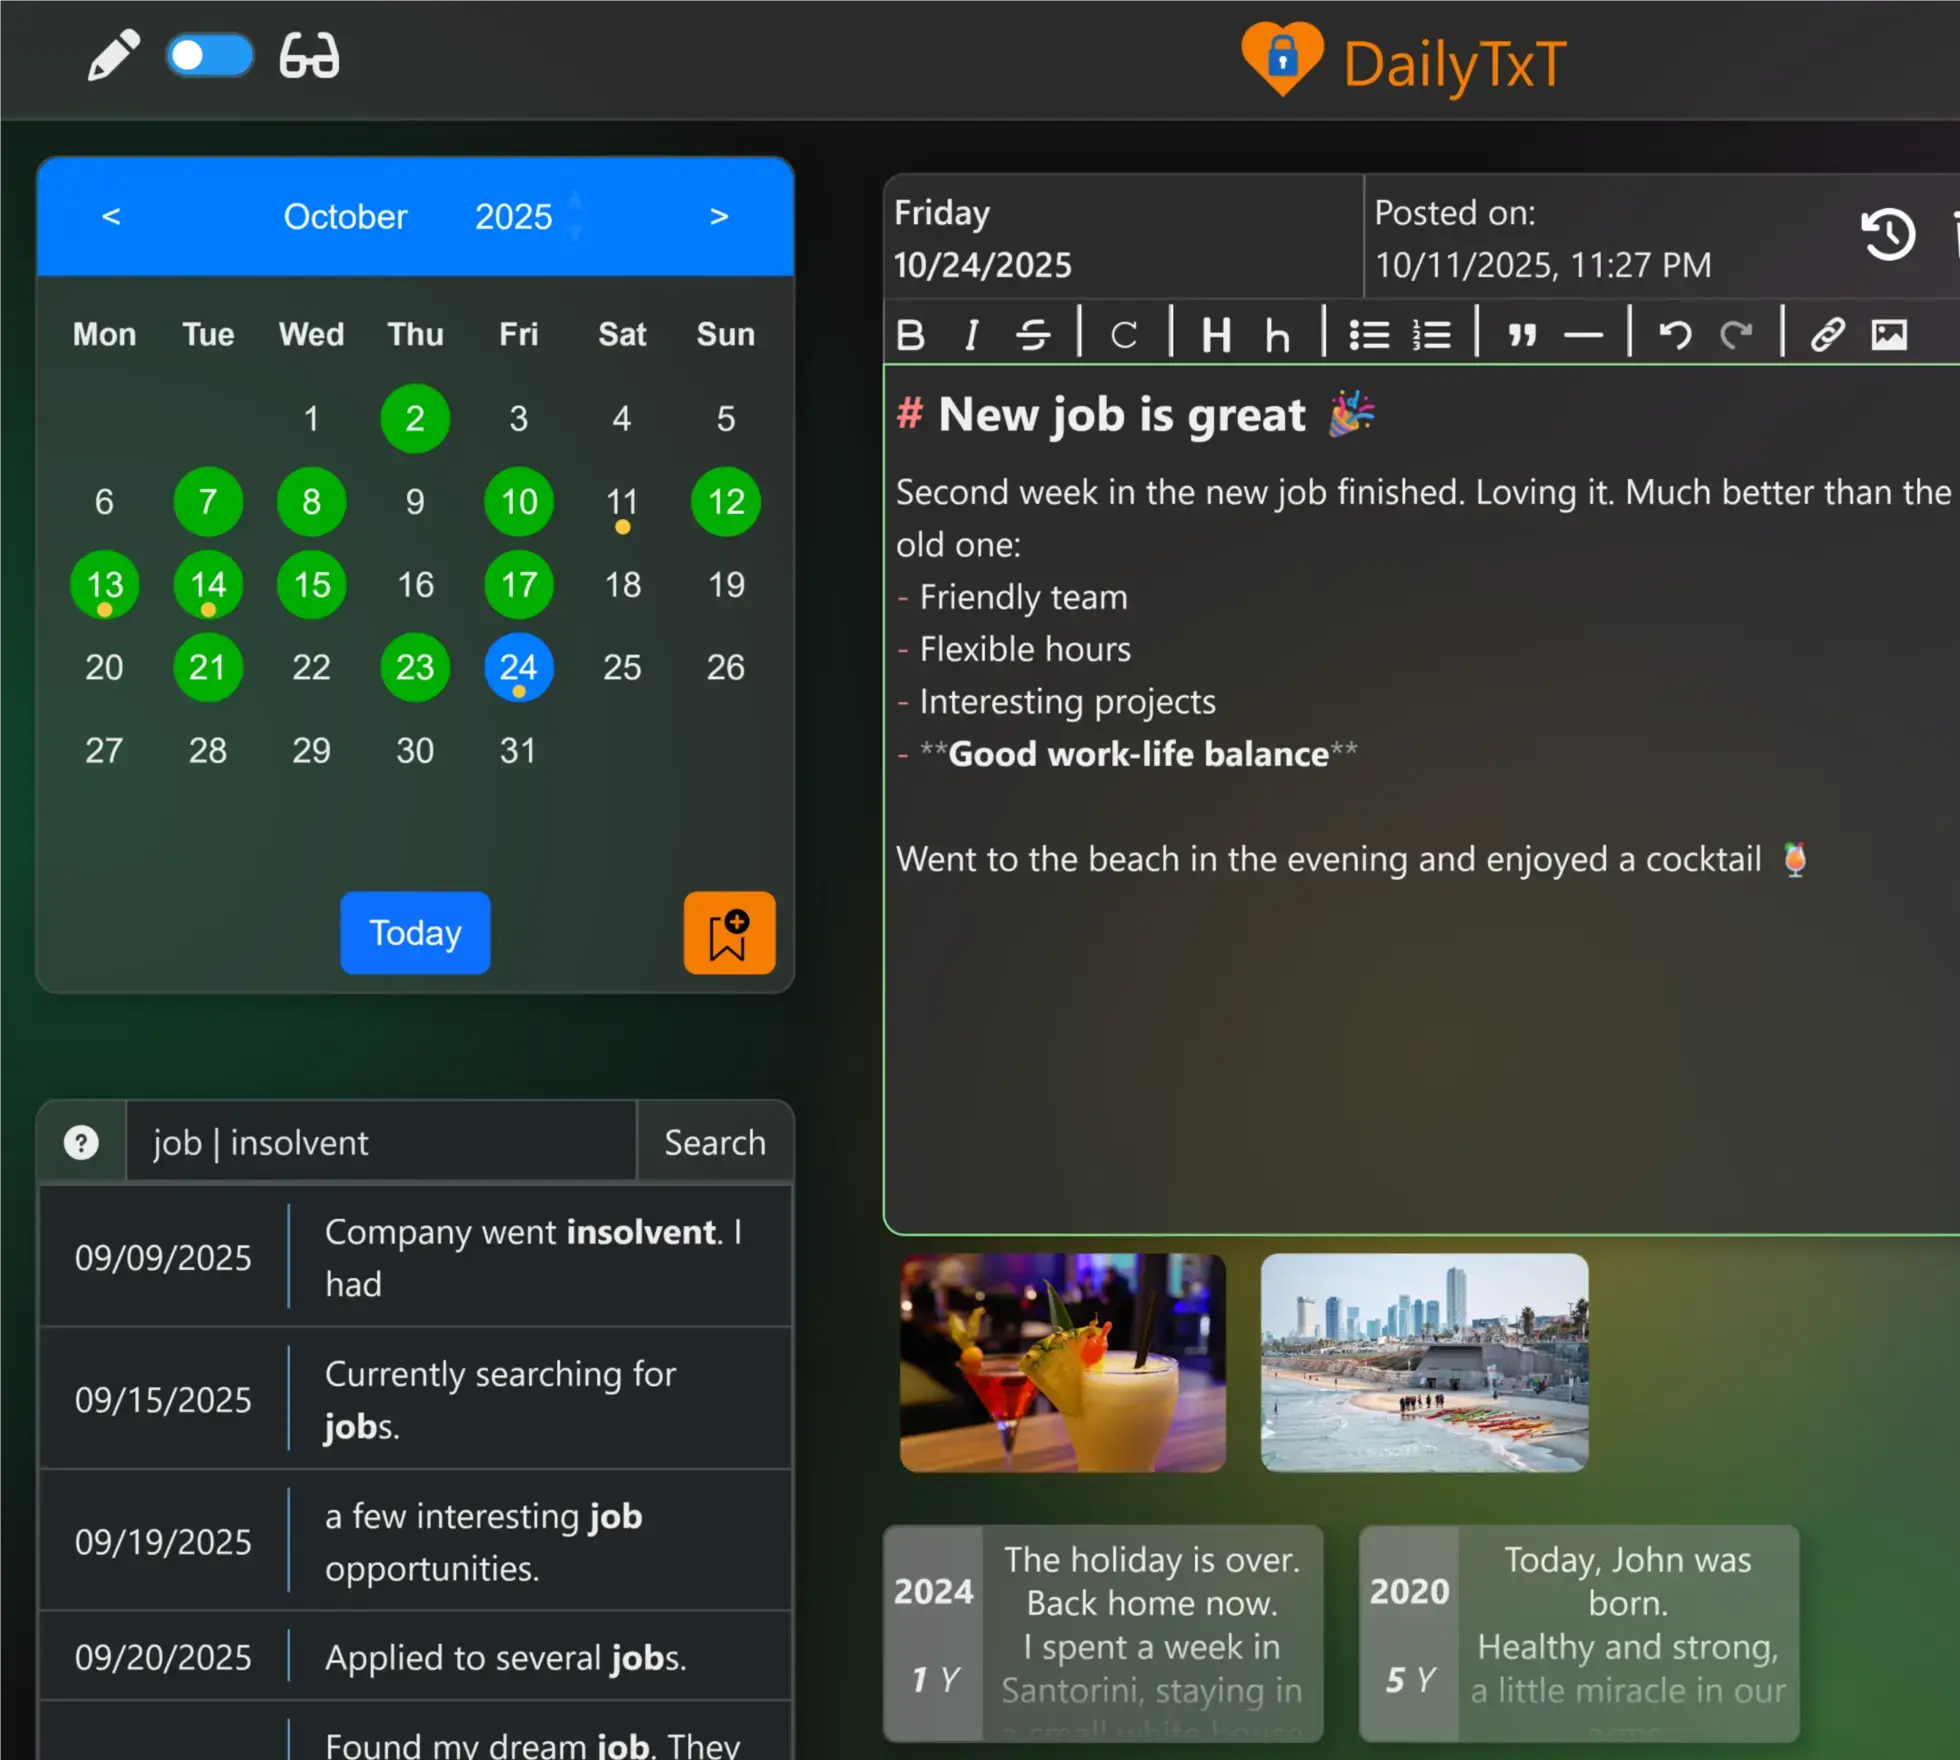 DailyTxT
< October 2025 >
Mon Tue Wed Thu Fri Sat Sun
1 2 3 4 5
6 7 8 9 10 11 12
13 14 15 16 17 18 19
20 21 22 23 24 25 26
27 28 29 30 31
Today
job | insolvent
Search
09/09/2025
Company went insolvent. I
had
09/15/2025
Currently searching for
jobs.
09/19/2025
a few interesting job
opportunities.
09/20/2025
Applied to several jobs.
Found my dream job. They
Friday
10/24/2025
Posted on:
10/11/2025, 11:27 PM
B I S C H h
# New job is great 🎉
Second week in the new job finished. Loving it. Much better than the
old one:
- Friendly team
- Flexible hours
- Interesting projects
- **Good work-life balance**
Went to the beach in the evening and enjoyed a cocktail 🍹
2024
1 Y
The holiday is over.
Back home now.
I spent a week in
Santorini, staying in
a small white house
2020
5 Y
Today, John was
born.
Healthy and strong,
a little miracle in our